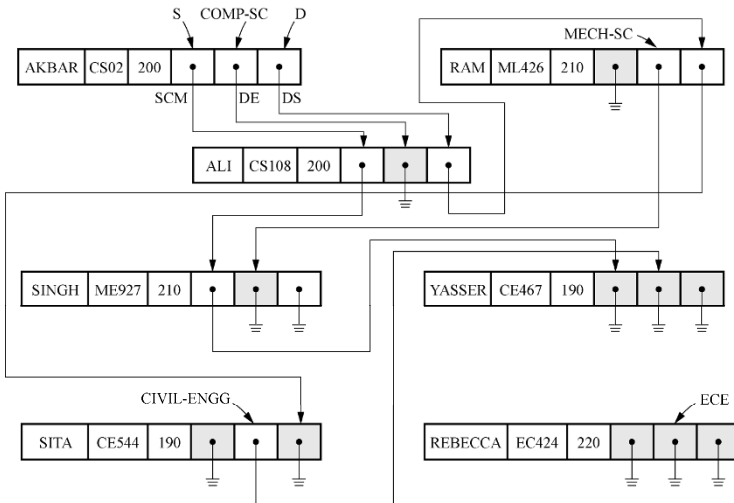 S COMP-SC D
MECH-SC
AKBAR CS02 200
RAM ML426 210
SCM DE DS
ALI CS108 200
SINGH ME927 210
YASSER CE467 190
CIVIL-ENGG
ECE
SITA CE544 190
REBECCA EC424 220